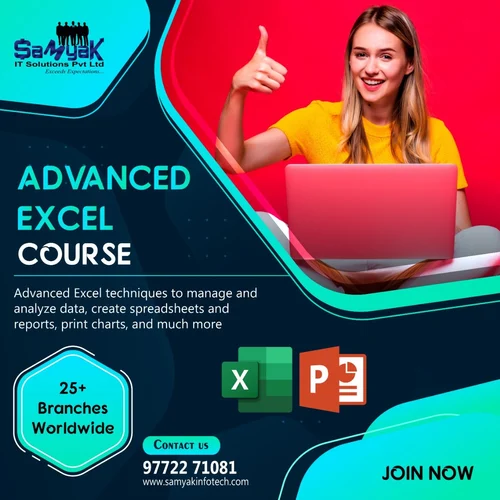 SamyaK
IT Solutions Pvt Ltd
Exceeds Expectations...
ADVANCED
EXCEL
COURSE
Advanced Excel techniques to manage and
analyze data, create spreadsheets and
reports, print charts, and much more
X
P
25+
Branches
Worldwide
CONTACT US
97722 71081
www.samyakinfotech.com
JOIN NOW